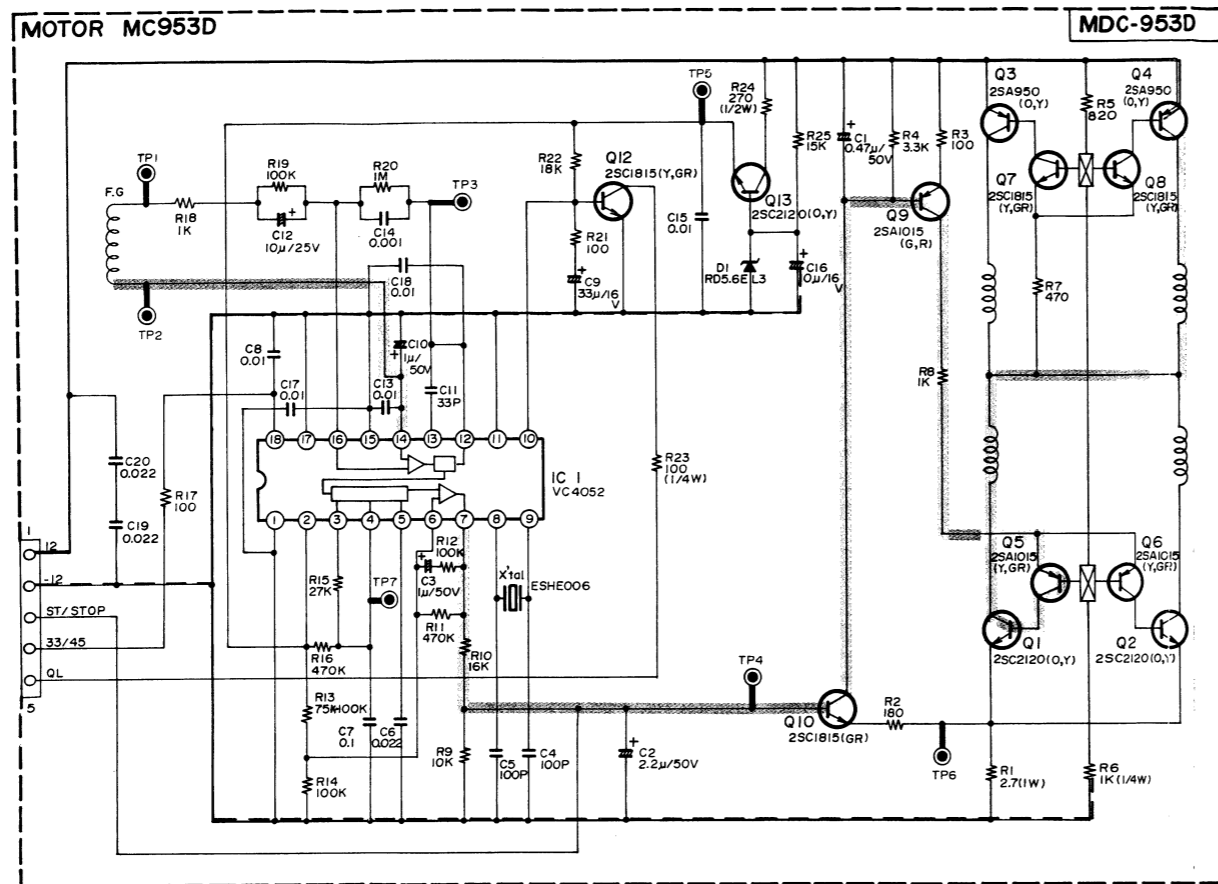 MOTOR MC953D
MDC-953D
TP5
R24
270
(1/2W)
Q3
2SA950
(O,Y)
Q4
2SA950
(O,Y)
R5
820
TP1
F.G
R19
100K
R20
1M
TP3
R22
18K
Q12
2SC1815(Y,GR)
R25
15K
C1
0.47μ/
50V
R4
3.3K
R3
100
R18
1K
C12
10μ/25V
C14
0.001
R21
100
C15
0.01
Q13
2SC2120(O,Y)
Q9
2SA1015
(G,R)
Q7
2SC1815
(Y,GR)
Q8
2SC1815
(Y,GR)
C18
0.01
C9
33μ/16
V
D1
RD5.6E L3
C16
10μ/16
V
R7
470
TP2
C8
0.01
C10
1μ/
50V
C17
0.01
C13
0.01
C11
33P
R8
1K
18 17 16 15 14 13 12 11 10
C20
0.022
R17
100
IC 1
VC4052
R23
100
(1/4W)
C19
0.022
1 2 3 4 5 6 7 8 9
1
12
-12
ST/STOP
33/45
QL
5
R15
27K
TP7
R12
100K
C3
1μ/50V
X'tal
ESHE006
R11
470K
R16
470K
R10
16K
Q5
2SA1015
(Y,GR)
Q6
2SA1015
(Y,GR)
Q1
2SC2120(O,Y)
Q2
2SC2120(O,Y)
TP4
R13
75K+100K
C7
0.1
C6
0.022
R9
10K
C5
100P
C4
100P
C2
2.2μ/50V
Q10
2SC1815(GR)
R2
180
TP6
R14
100K
R1
2.7(1W)
R6
1K(1/4W)